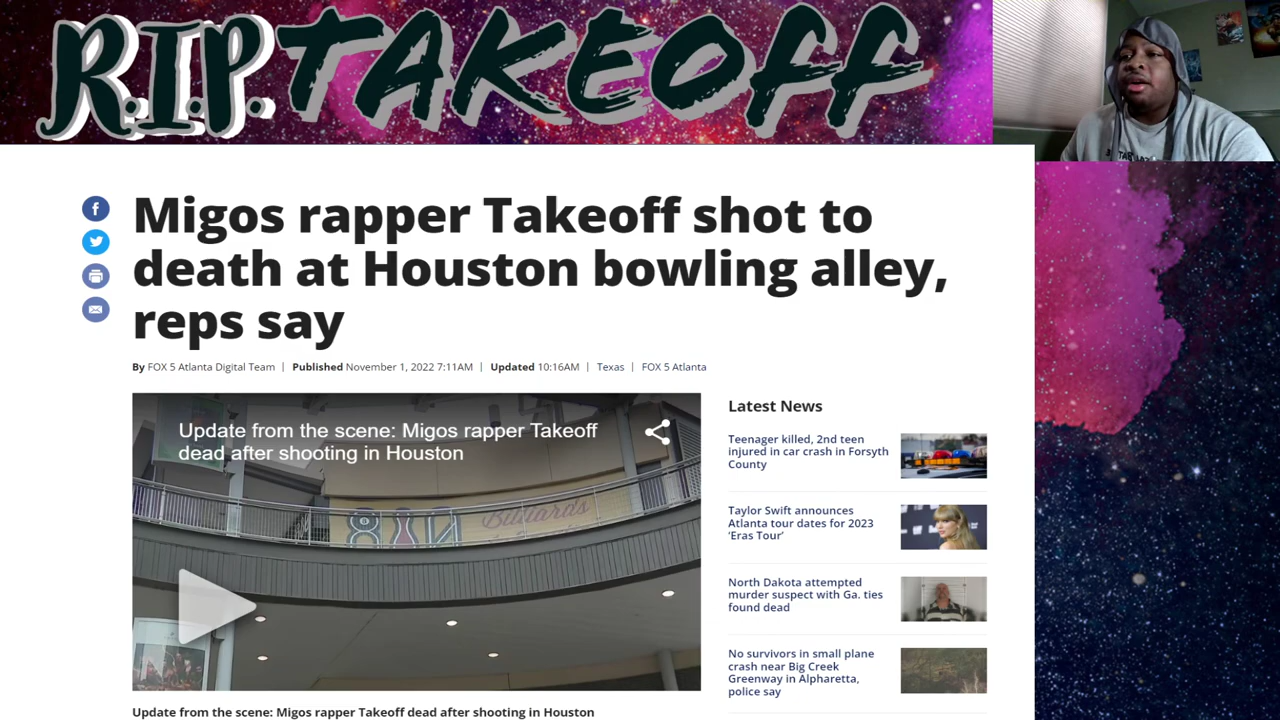 R.I.P. TAKEOFF
Migos rapper Takeoff shot to
death at Houston bowling alley,
reps say
By FOX 5 Atlanta Digital Team | Published November 1, 2022 7:11AM | Updated 10:16AM | Texas | FOX 5 Atlanta
Update from the scene: Migos rapper Takeoff
dead after shooting in Houston
Billiards
Update from the scene: Migos rapper Takeoff dead after shooting in Houston
Latest News
Teenager killed, 2nd teen
injured in car crash in Forsyth
County
Taylor Swift announces
Atlanta tour dates for 2023
'Eras Tour'
North Dakota attempted
murder suspect with Ga. ties
found dead
No survivors in small plane
crash near Big Creek
Greenway in Alpharetta,
police say